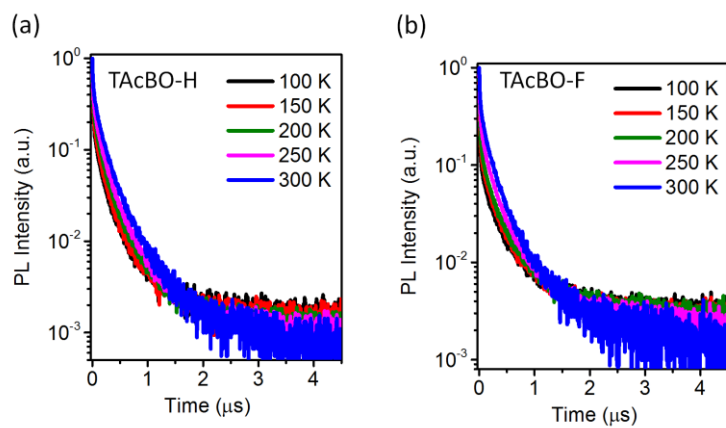 (a)
TAcBO-H
100 K
150 K
200 K
250 K
300 K
PL Intensity (a.u.)
10⁰
10⁻¹
10⁻²
10⁻³
0 1 2 3 4
Time (μs)
(b)
TAcBO-F
100 K
150 K
200 K
250 K
300 K
PL Intensity (a.u.)
10⁰
10⁻¹
10⁻²
10⁻³
0 1 2 3 4
Time (μs)